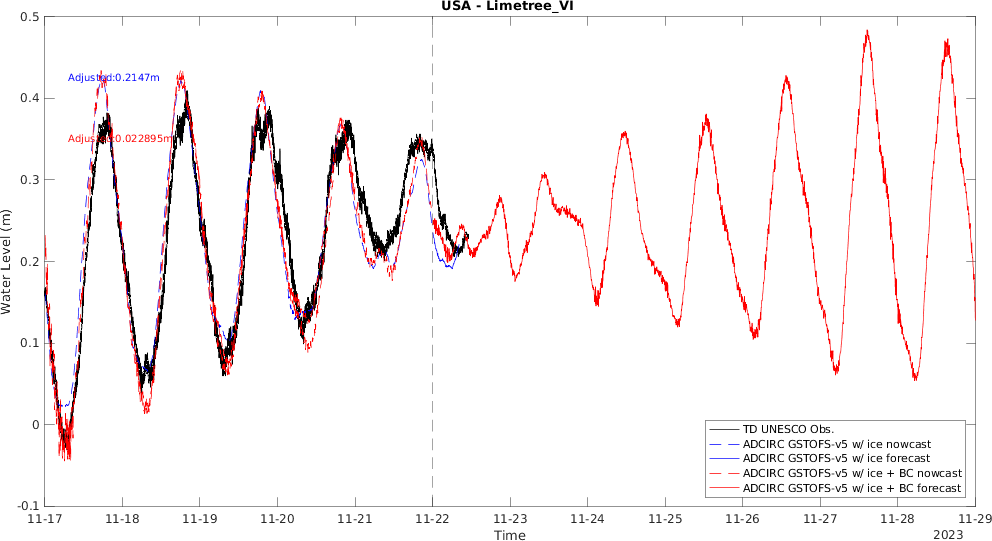 USA - Limetree_VI
0.5
0.4
0.3
0.2
0.1
0
-0.1
Water Level (m)
Adjusted:0.2147m
Adjusted:0.022895m
TD UNESCO Obs.
ADCIRC GSTOFS-v5 w/ ice nowcast
ADCIRC GSTOFS-v5 w/ ice forecast
ADCIRC GSTOFS-v5 w/ ice + BC nowcast
ADCIRC GSTOFS-v5 w/ ice + BC forecast
11-17 11-18 11-19 11-20 11-21 11-22 11-23 11-24 11-25 11-26 11-27 11-28 11-29
Time
2023